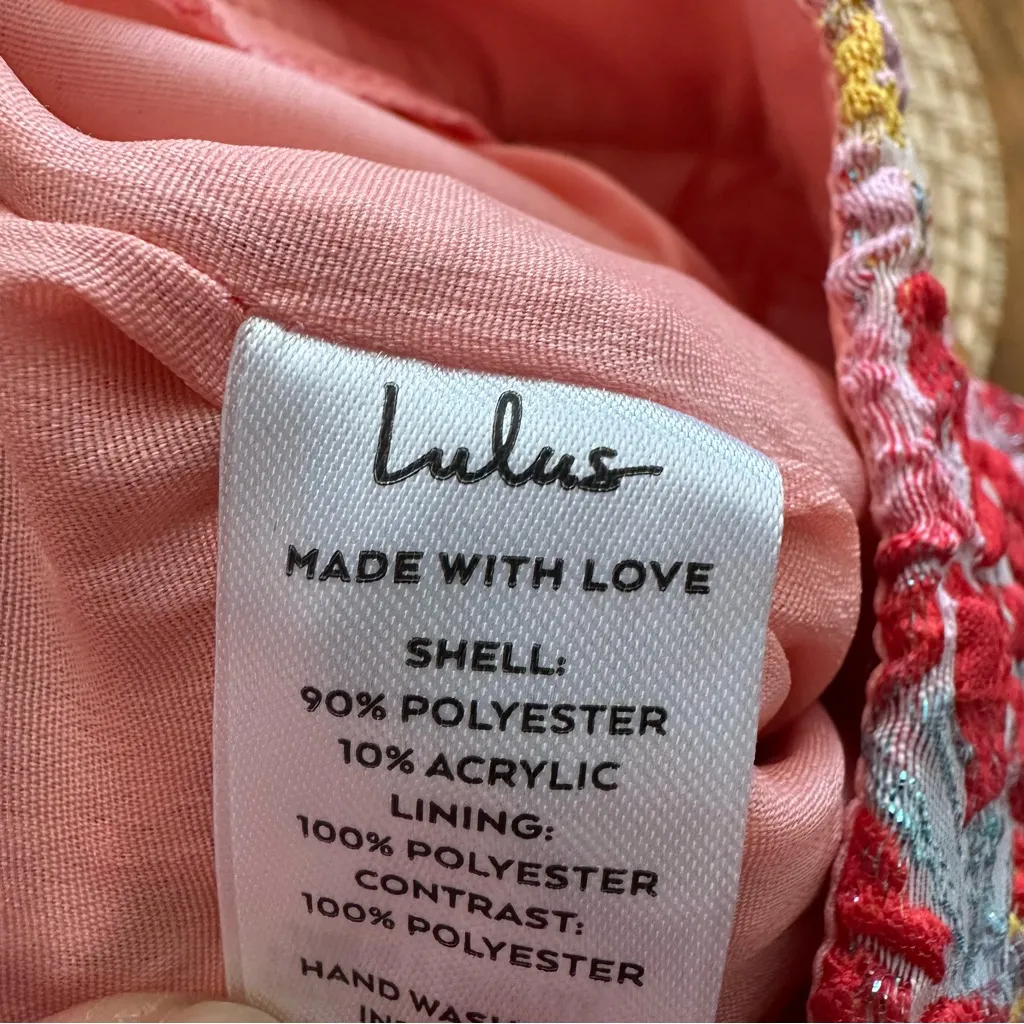 Lulus
MADE WITH LOVE
SHELL:
90% POLYESTER
10% ACRYLIC
LINING:
100% POLYESTER
CONTRAST:
100% POLYESTER
HAND WASH